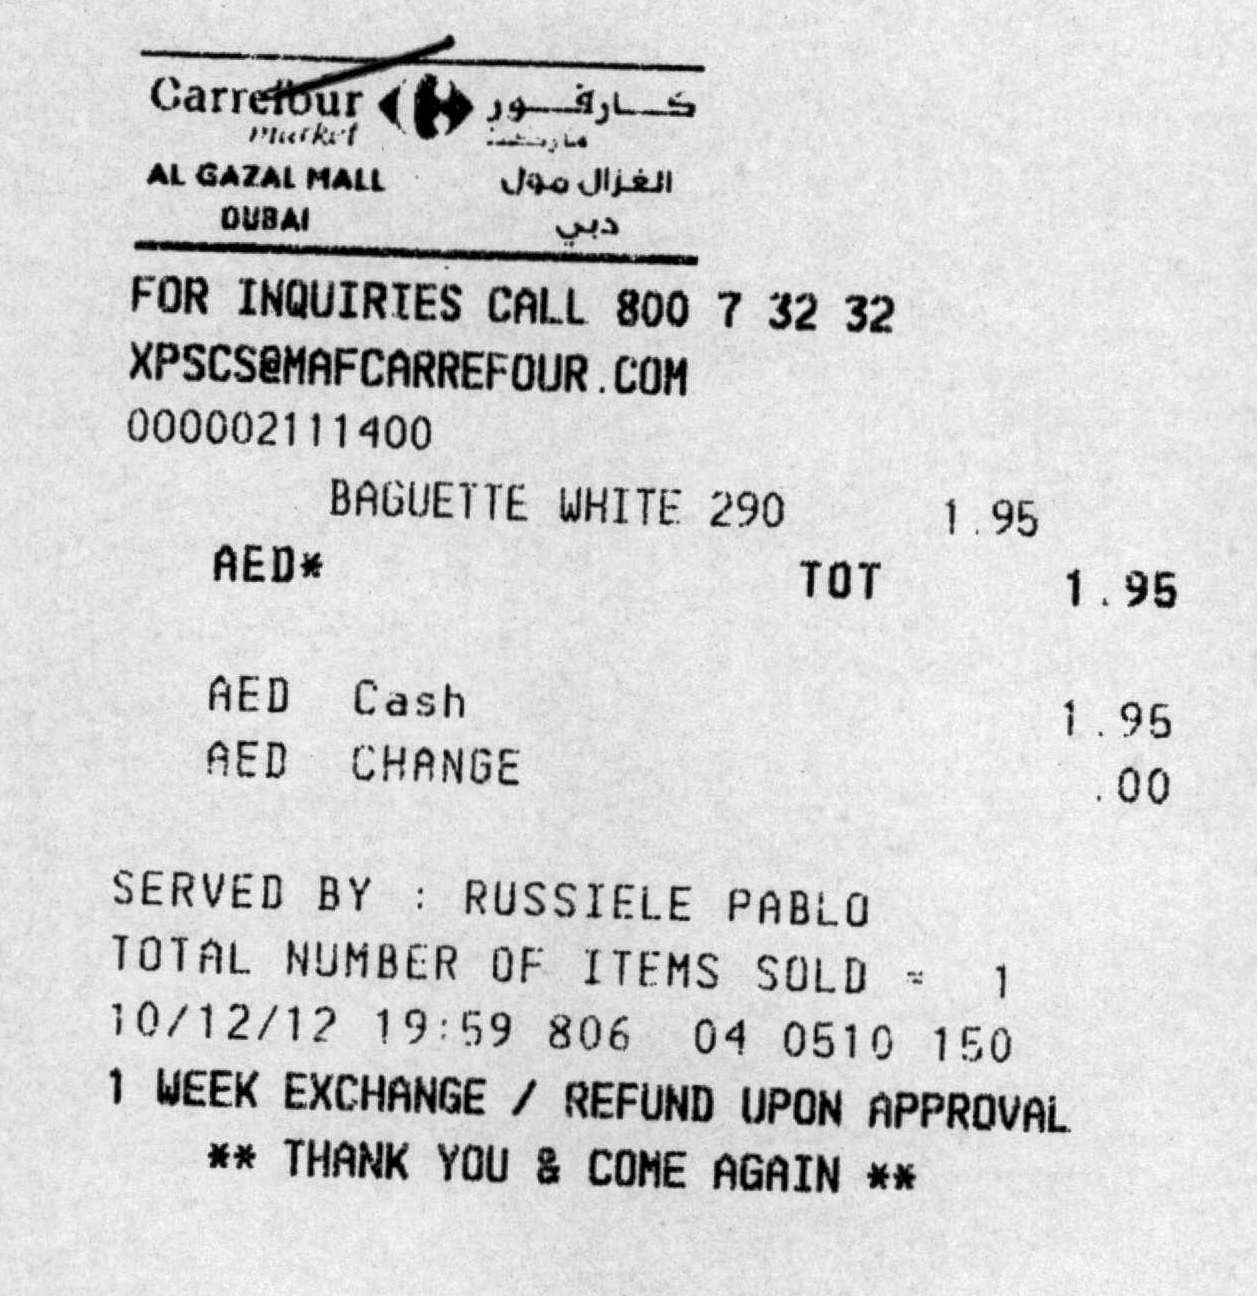 Carrefour كارفور
market ماركت
AL GAZAL MALL الغزال مول
DUBAI دبي
FOR INQUIRIES CALL 800 7 32 32
XPSCS@MAFCARREFOUR.COM
000002111400
BAGUETTE WHITE 290 1.95
AED* TOT 1.95
AED Cash 1.95
AED CHANGE .00
SERVED BY : RUSSIELE PABLO
TOTAL NUMBER OF ITEMS SOLD = 1
10/12/12 19:59 806 04 0510 150
1 WEEK EXCHANGE / REFUND UPON APPROVAL
** THANK YOU & COME AGAIN **